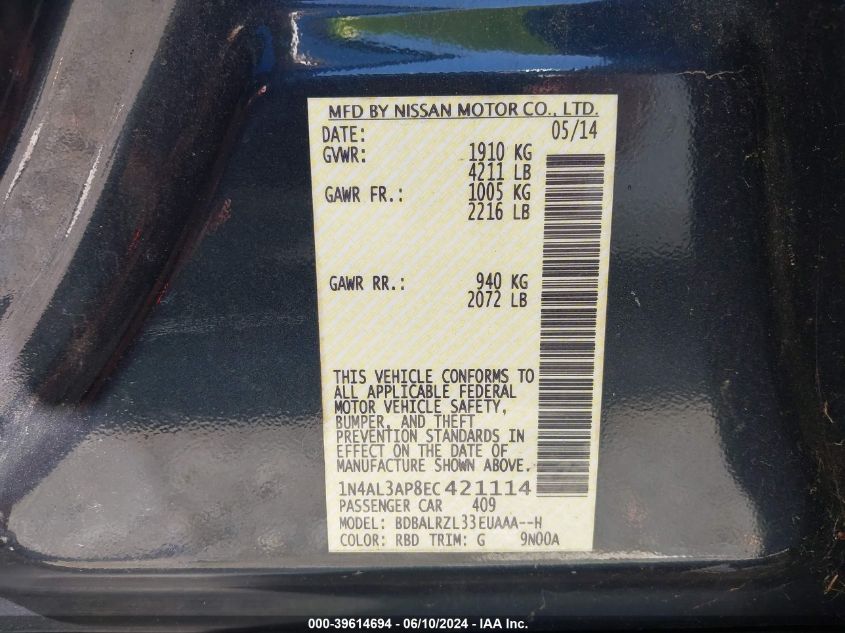 MFD BY NISSAN MOTOR CO., LTD.
DATE: 05/14
GVWR: 1910 KG
4211 LB
GAWR FR.: 1005 KG
2216 LB
GAWR RR.: 940 KG
2072 LB
THIS VEHICLE CONFORMS TO
ALL APPLICABLE FEDERAL
MOTOR VEHICLE SAFETY,
BUMPER, AND THEFT
PREVENTION STANDARDS IN
EFFECT ON THE DATE OF
MANUFACTURE SHOWN ABOVE.
1N4AL3AP8EC421114
PASSENGER CAR 409
MODEL: BDBALRZL33EUAAA--H
COLOR: RBD TRIM: G 9N00A
000-39614694 - 06/10/2024 - IAA Inc.